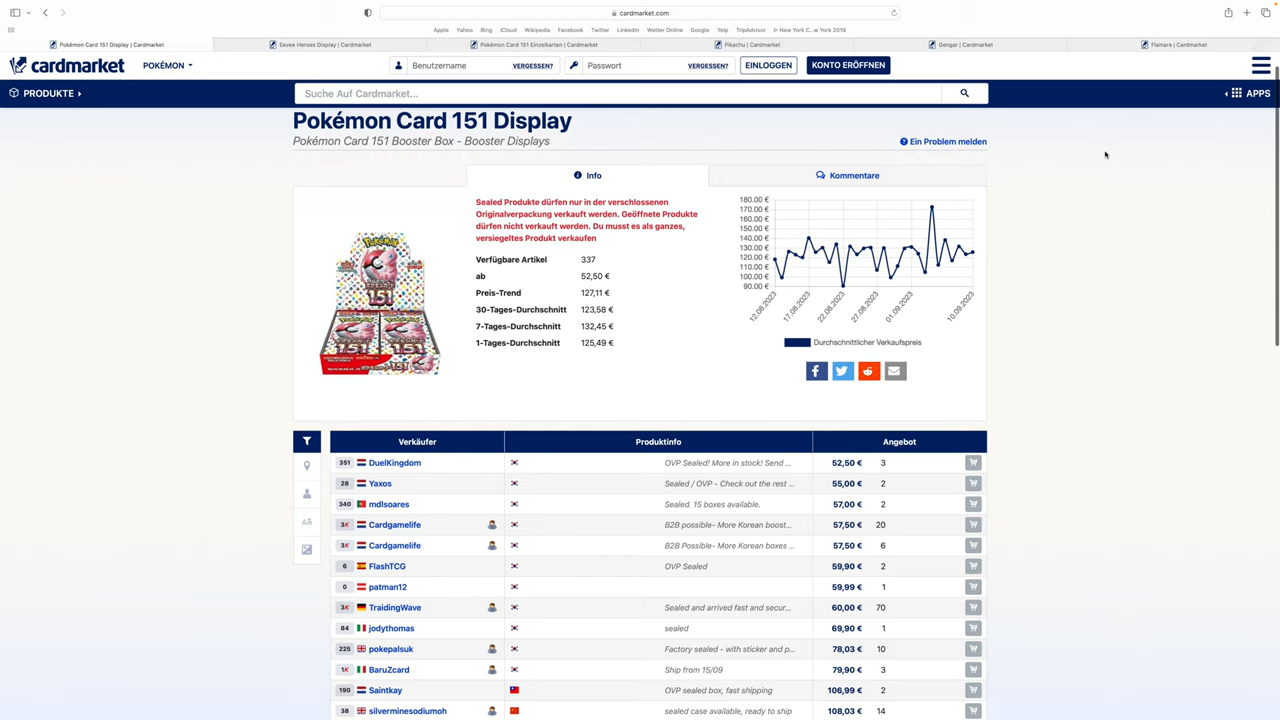 cardmarket.com
Apple Yahoo Bing iCloud Wikipedia Facebook Twitter LinkedIn Wetter Online Google Yelp TripAdvisor New York C...w York 2019
Pokémon Card 151 Display | Cardmarket
Eevee Heroes Display | Cardmarket
Pokémon Card 151 Einzelkarten | Cardmarket
Pikachu | Cardmarket
Gengar | Cardmarket
Flamara | Cardmarket
cardmarket POKÉMON Benutzername VERGESSEN? Passwort VERGESSEN? EINLOGGEN KONTO ERÖFFNEN
PRODUKTE Suche Auf Cardmarket... APPS
Pokémon Card 151 Display
Pokémon Card 151 Booster Box - Booster Displays
Ein Problem melden
Info
Kommentare
Sealed Produkte dürfen nur in der verschlossenen
Originalverpackung verkauft werden. Geöffnete Produkte
dürfen nicht verkauft werden. Du musst es als ganzes,
versiegeltes Produkt verkaufen
Verfügbare Artikel 337
ab 52,50 €
Preis-Trend 127,11 €
30-Tages-Durchschnitt 123,58 €
7-Tages-Durchschnitt 132,45 €
1-Tages-Durchschnitt 125,49 €
180.00 €
170.00 €
160.00 €
150.00 €
140.00 €
130.00 €
120.00 €
110.00 €
100.00 €
90.00 €
12.08.2023
17.08.2023
22.08.2023
27.08.2023
01.09.2023
10.09.2023
Durchschnittlicher Verkaufspreis
Verkäufer Produktinfo Angebot
351 DuelKingdom OVP Sealed! More in stock! Send ... 52,50 € 3
28 Yaxos Sealed / OVP - Check out the rest ... 55,00 € 2
340 mdlsoares Sealed. 15 boxes available. 57,00 € 2
3K Cardgamelife B2B possible- More Korean boost... 57,50 € 20
3K Cardgamelife B2B Possible- More Korean boxes ... 57,50 € 6
6 FlashTCG OVP Sealed 59,90 € 2
0 patman12 59,99 € 1
3K TraidingWave Sealed and arrived fast and secur... 60,00 € 70
84 jodythomas sealed 69,90 € 1
225 pokepalsuk Factory sealed - with sticker and p... 78,03 € 10
1K BaruZcard Ship from 15/09 79,90 € 3
190 Saintkay OVP sealed box, fast shipping 106,99 € 2
38 silverminesodiumoh sealed case available, ready to ship 108,03 € 14